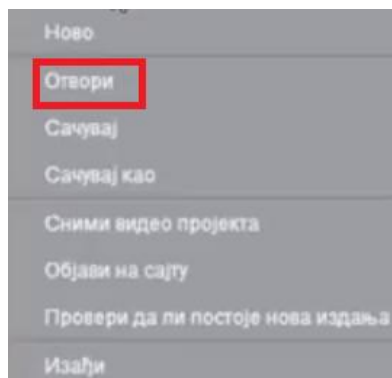 Ново
Отвори
Сачувај
Сачувај као
Сними видео пројекта
Објави на сајту
Провери да ли постоје нова издања
Изађи